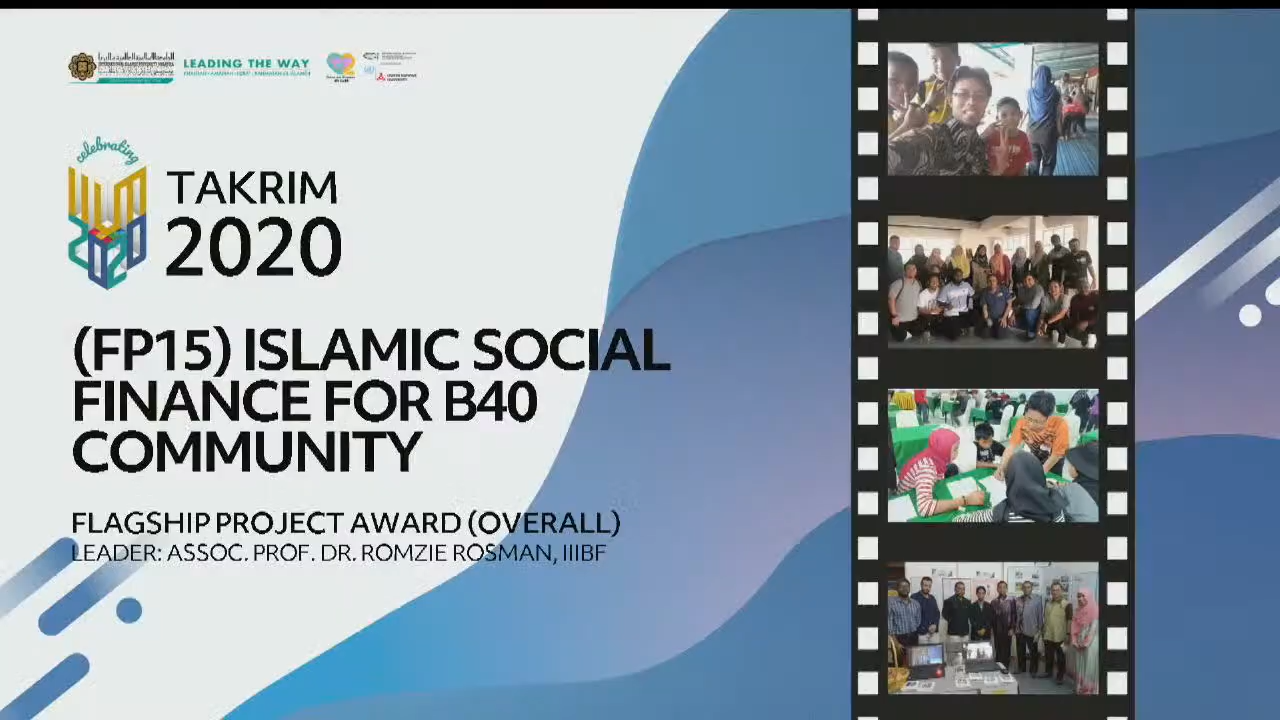 LEADING THE WAY
celebrating
TAKRIM
2020
(FP15) ISLAMIC SOCIAL
FINANCE FOR B40
COMMUNITY
FLAGSHIP PROJECT AWARD (OVERALL)
LEADER: ASSOC. PROF. DR. ROMZIE ROSMAN, IIIBF